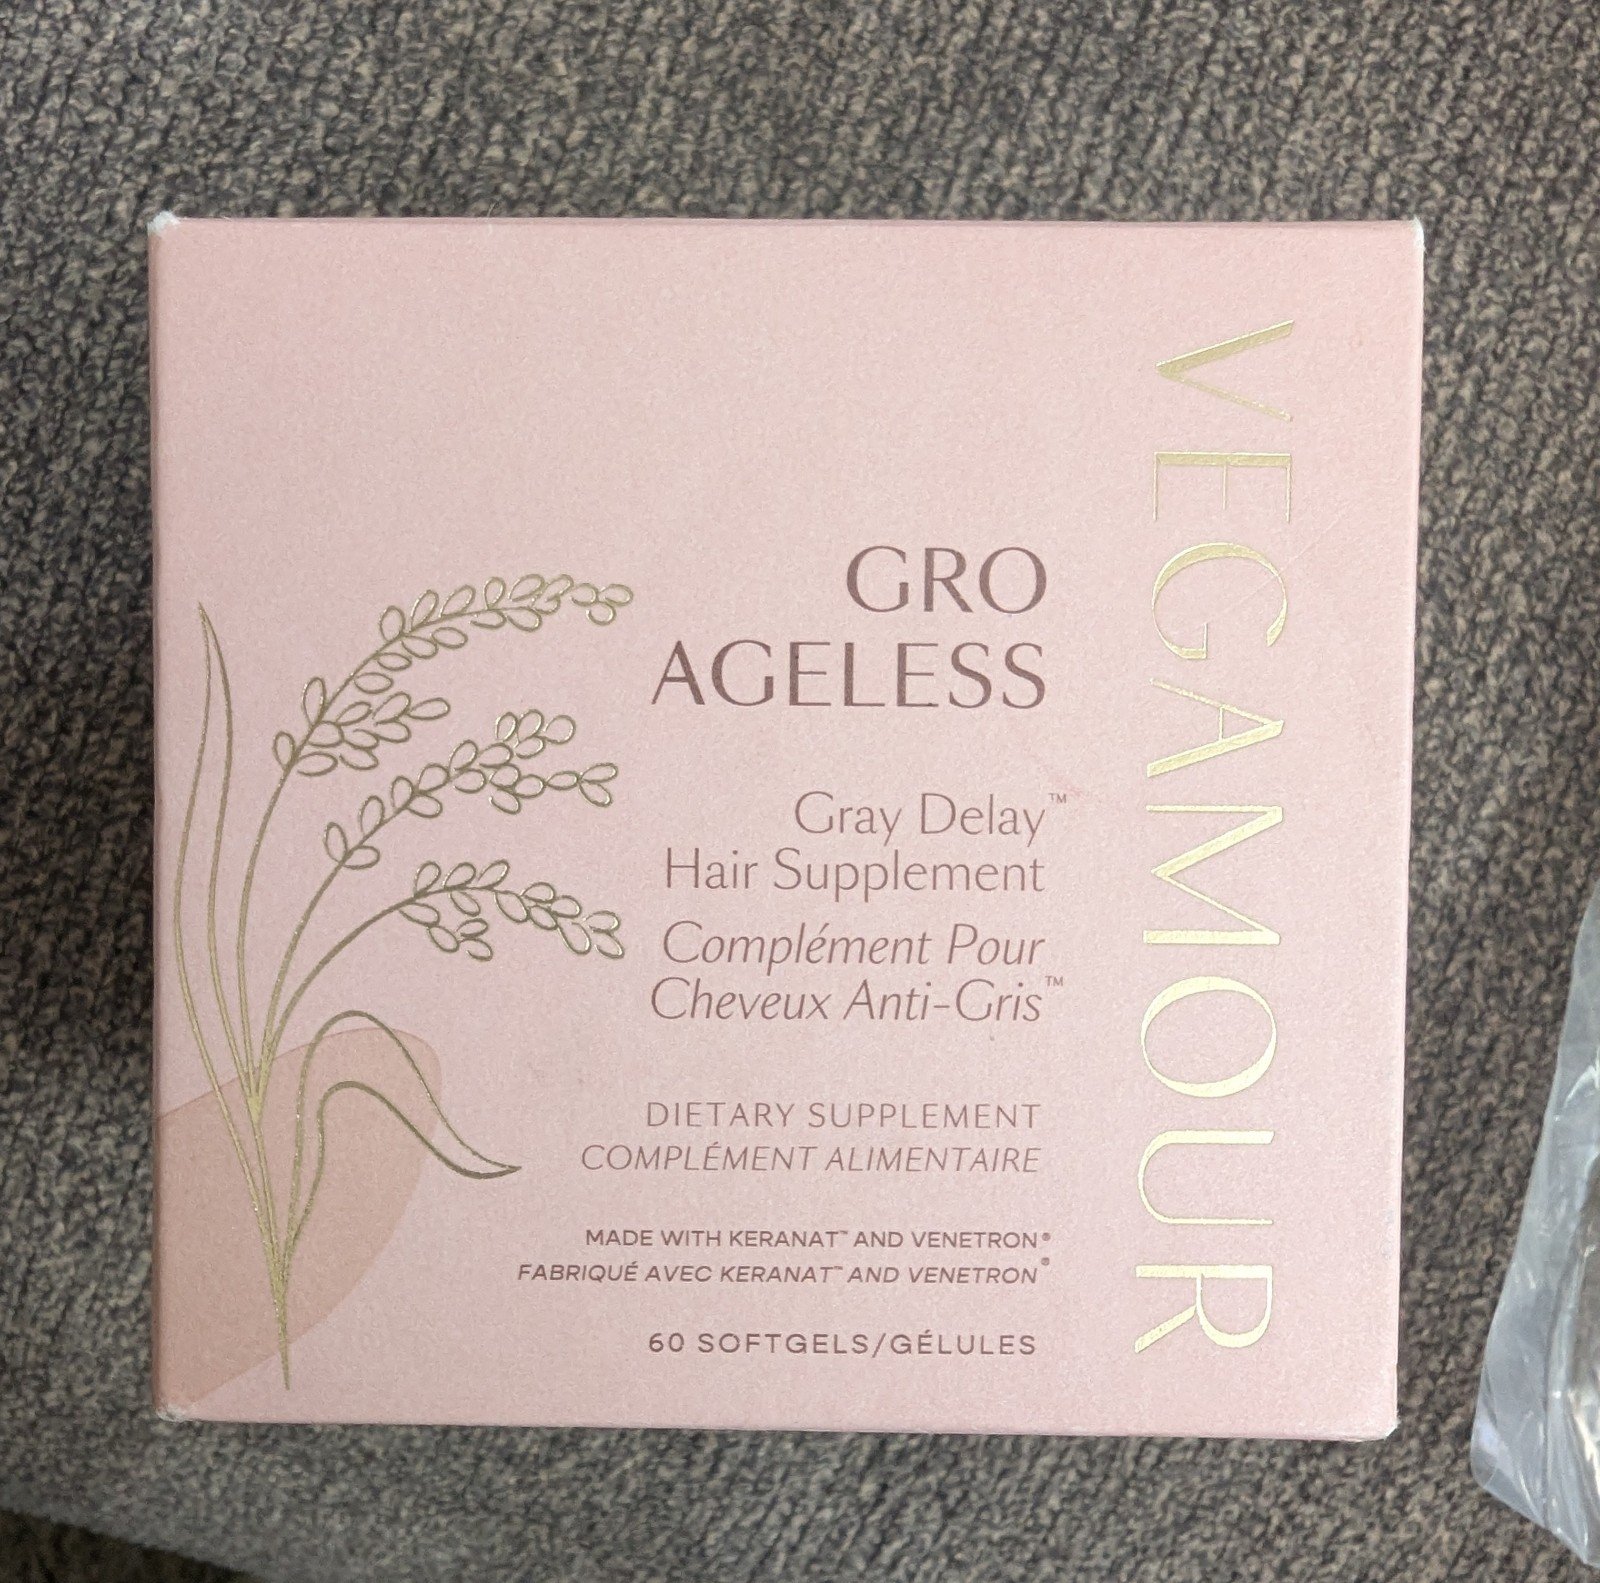 GRO
AGELESS
Gray Delay™
Hair Supplement
Complément Pour
Cheveux Anti-Gris™
DIETARY SUPPLEMENT
COMPLÉMENT ALIMENTAIRE
MADE WITH KERANAT™ AND VENETRON®
FABRIQUÉ AVEC KERANAT™ AND VENETRON®
60 SOFTGELS/GÉLULES
VEGAMOUR